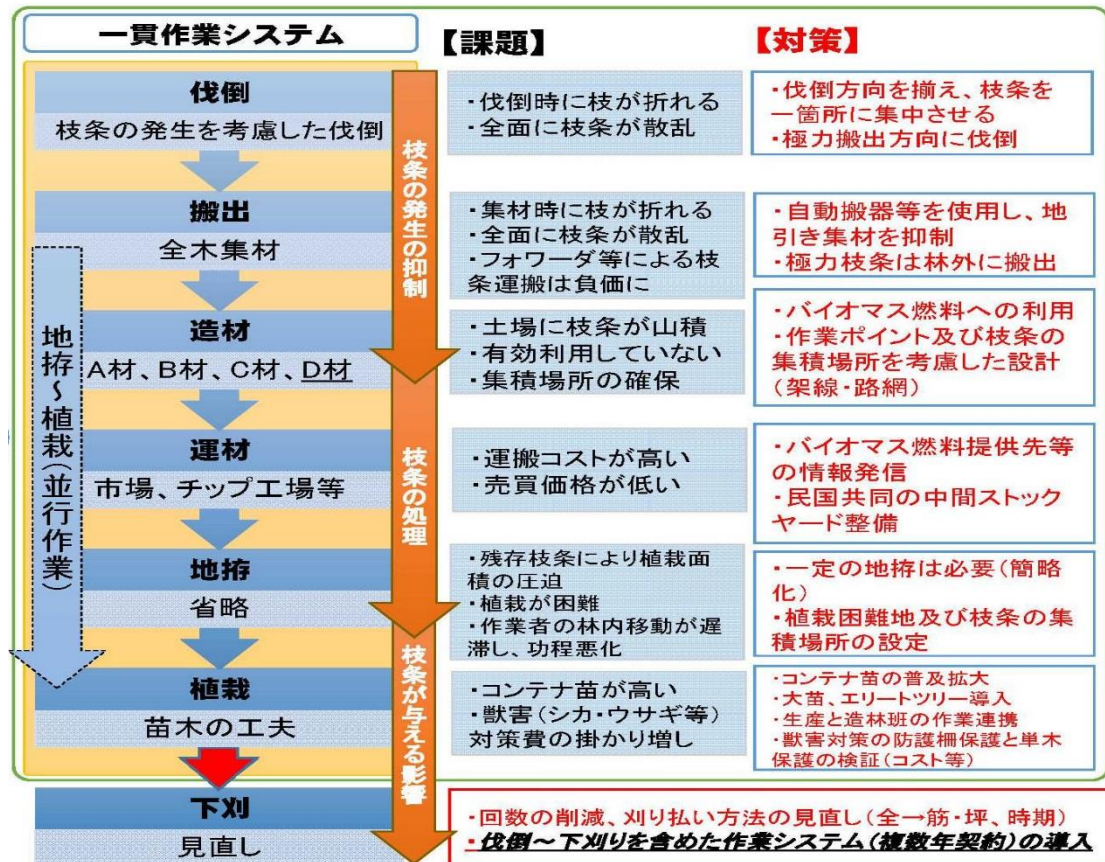 一貫作業システム
【課題】
【対策】
伐倒
枝条の発生を考慮した伐倒
・伐倒時に枝が折れる
・全面に枝条が散乱
・伐倒方向を揃え、枝条を
一箇所に集中させる
・極力搬出方向に伐倒
枝条の発生の抑制
搬出
全木集材
・集材時に枝が折れる
・全面に枝条が散乱
・フォワーダ等による枝
条運搬は負価に
・自動搬器等を使用し、地
引き集材を抑制
・極力枝条は林外に搬出
地拵~植栽(並行作業)
造材
A材、B材、C材、D材
・土場に枝条が山積
・有効利用していない
・集積場所の確保
・バイオマス燃料への利用
・作業ポイント及び枝条の
集積場所を考慮した設計
(架線・路網)
枝条の処理
運材
市場、チップ工場等
・運搬コストが高い
・売買価格が低い
・バイオマス燃料提供先等
の情報発信
・民国共同の中間ストック
ヤード整備
地拵
省略
・残存枝条により植栽面
積の圧迫
・植栽が困難
・作業者の林内移動が遅
滞し、功程悪化
・一定の地拵は必要(簡略
化)
・植栽困難地及び枝条の集
積場所の設定
枝条が与える影響
植栽
苗木の工夫
・コンテナ苗が高い
・獣害(シカ・ウサギ等)
対策費の掛かり増し
・コンテナ苗の普及拡大
・大苗、エリートツリー導入
・生産と造林班の作業連携
・獣害対策の防護柵保護と単木
保護の検証(コスト等)
下刈
見直し
・回数の削減、刈り払い方法の見直し(全→筋・坪、時期)
・伐倒~下刈りを含めた作業システム(複数年契約)の導入